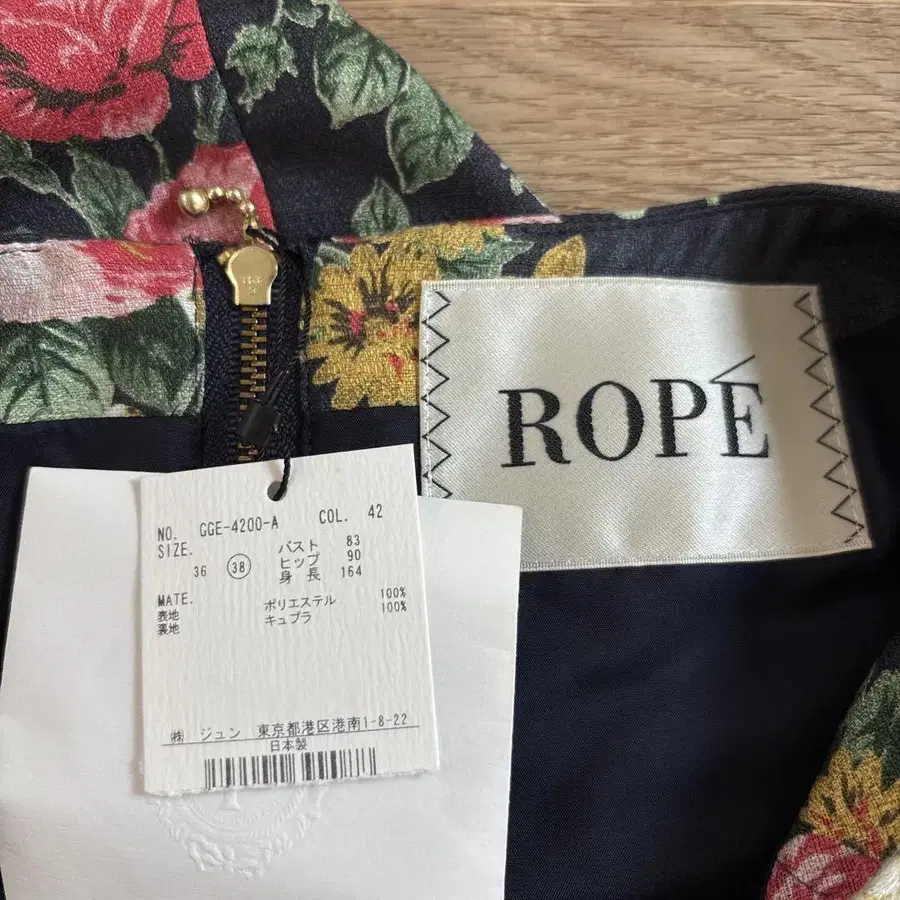 ROPÉ
NO. GGE-4200-A COL. 42
SIZE. バスト 83
36 38 ヒップ 90
身 長 164
MATE.
表地 ポリエステル 100%
裏地 キュプラ 100%
㈱ ジュン 東京都港区港南1-8-22
日本製